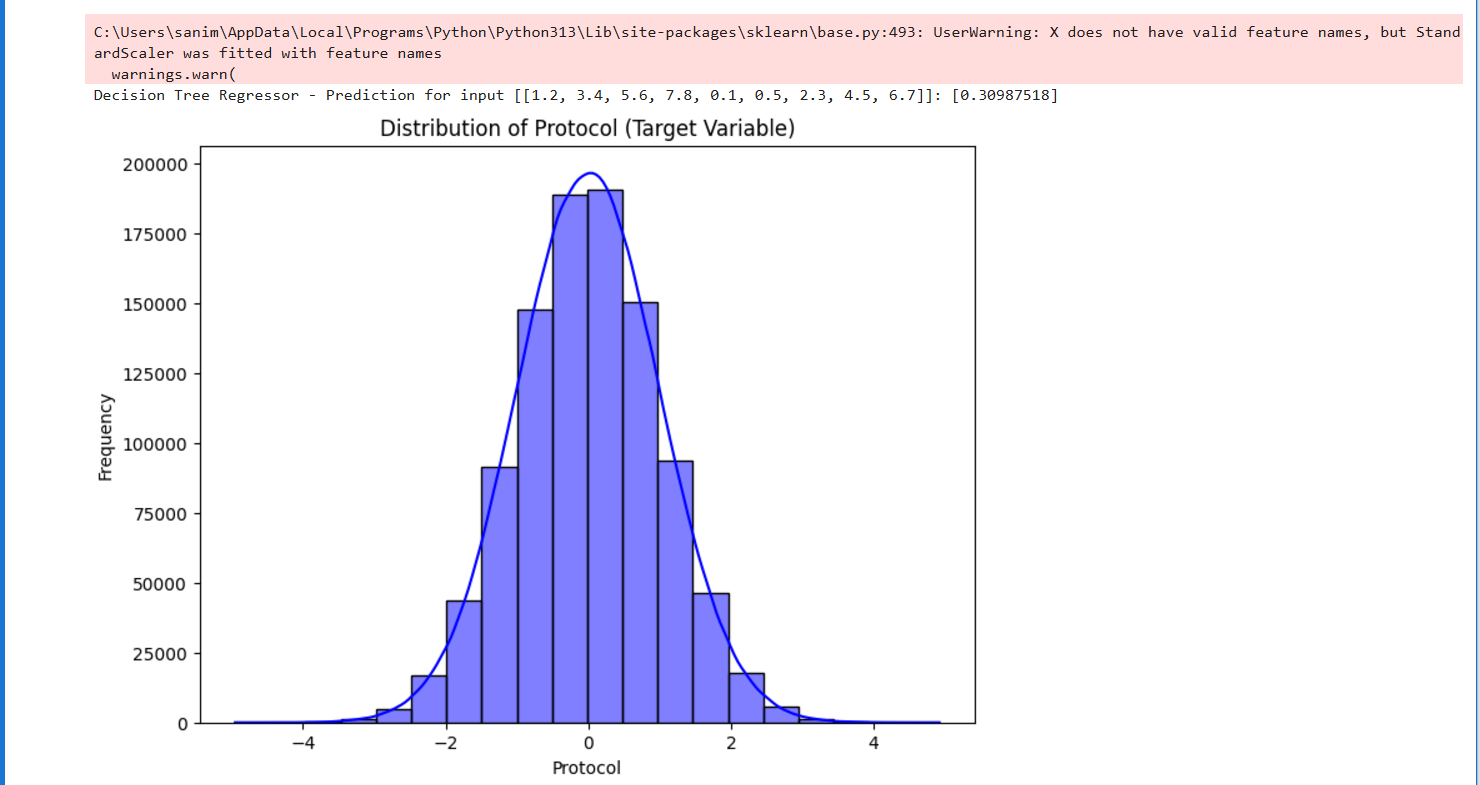 C:\Users\sanim\AppData\Local\Programs\Python\Python313\Lib\site-packages\sklearn\base.py:493: UserWarning: X does not have valid feature names, but Stand
ardScaler was fitted with feature names
  warnings.warn(
Decision Tree Regressor - Prediction for input [[1.2, 3.4, 5.6, 7.8, 0.1, 0.5, 2.3, 4.5, 6.7]]: [0.30987518]
Distribution of Protocol (Target Variable)
200000
175000
150000
125000
100000
75000
50000
25000
0
Frequency
−4 −2 0 2 4
Protocol